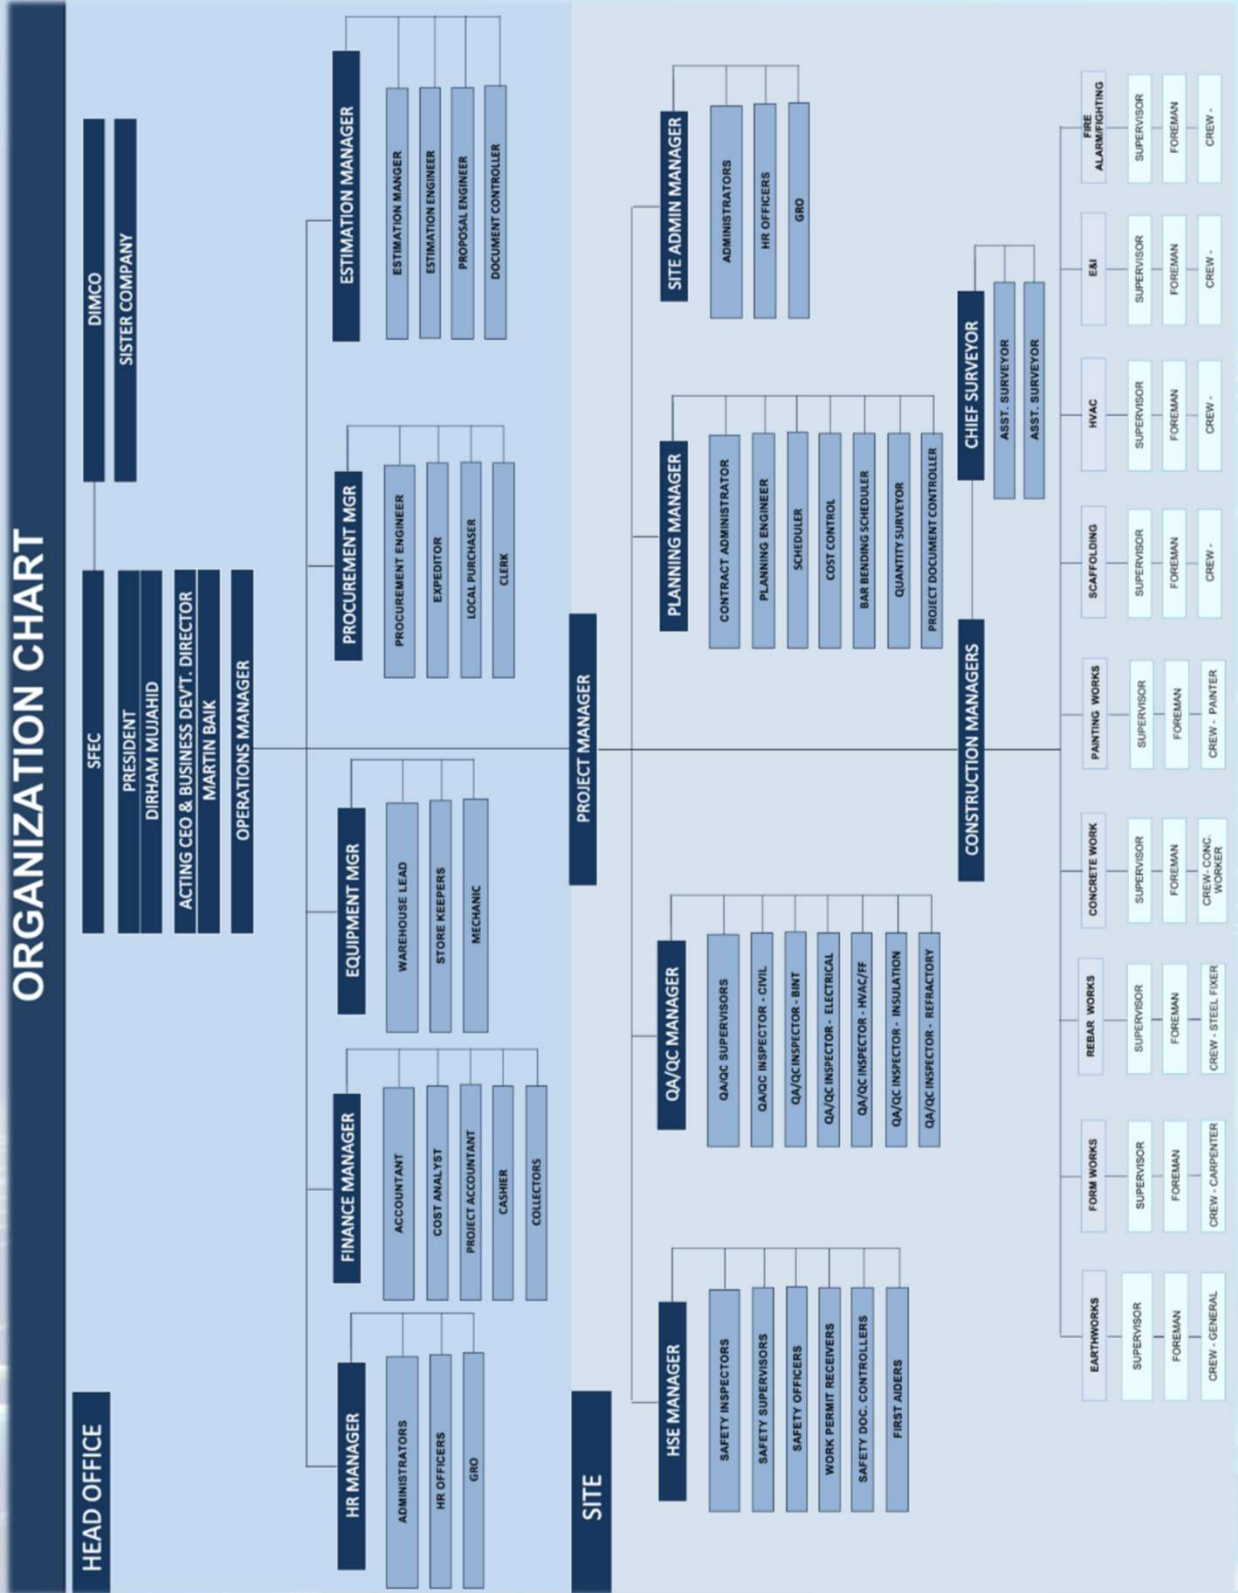 ORGANIZATION CHART
HEAD OFFICE
SFEC
DIMCO
SISTER COMPANY
PRESIDENT
DIRHAM MUJAHID
ACTING CEO & BUSINESS DEV'T. DIRECTOR
MARTIN BAIK
OPERATIONS MANAGER
HR MANAGER
ADMINISTRATORS
HR OFFICERS
GRO
FINANCE MANAGER
ACCOUNTANT
COST ANALYST
PROJECT ACCOUNTANT
CASHIER
COLLECTORS
EQUIPMENT MGR
WAREHOUSE LEAD
STORE KEEPERS
MECHANIC
PROCUREMENT MGR
PROCUREMENT ENGINEER
EXPEDITOR
LOCAL PURCHASER
CLERK
ESTIMATION MANAGER
ESTIMATION MANGER
ESTIMATION ENGINEER
PROPOSAL ENGINEER
DOCUMENT CONTROLLER
SITE
PROJECT MANAGER
HSE MANAGER
SAFETY INSPECTORS
SAFETY SUPERVISORS
SAFETY OFFICERS
WORK PERMIT RECEIVERS
SAFETY DOC. CONTROLLERS
FIRST AIDERS
QA/QC MANAGER
QA/QC SUPERVISORS
QA/QC INSPECTOR - CIVIL
QA/QC INSPECTOR - BINT
QA/QC INSPECTOR - ELECTRICAL
QA/QC INSPECTOR - HVAC/FF
QA/QC INSPECTOR - INSULATION
QA/QC INSPECTOR - REFRACTORY
PLANNING MANAGER
CONTRACT ADMINISTRATOR
PLANNING ENGINEER
SCHEDULER
COST CONTROL
BAR BENDING SCHEDULER
QUANTITY SURVEYOR
PROJECT DOCUMENT CONTROLLER
SITE ADMIN MANAGER
ADMINISTRATORS
HR OFFICERS
GRO
CONSTRUCTION MANAGERS
CHIEF SURVEYOR
ASST. SURVEYOR
ASST. SURVEYOR
EARTHWORKS
SUPERVISOR
FOREMAN
CREW - GENERAL
FORM WORKS
SUPERVISOR
FOREMAN
CREW - CARPENTER
REBAR WORKS
SUPERVISOR
FOREMAN
CREW - STEEL FIXER
CONCRETE WORK
SUPERVISOR
FOREMAN
CREW- CONC.
WORKER
PAINTING WORKS
SUPERVISOR
FOREMAN
CREW - PAINTER
SCAFFOLDING
SUPERVISOR
FOREMAN
CREW -
HVAC
SUPERVISOR
FOREMAN
CREW -
E&I
SUPERVISOR
FOREMAN
CREW -
FIRE
ALARM/FIGHTING
SUPERVISOR
FOREMAN
CREW -